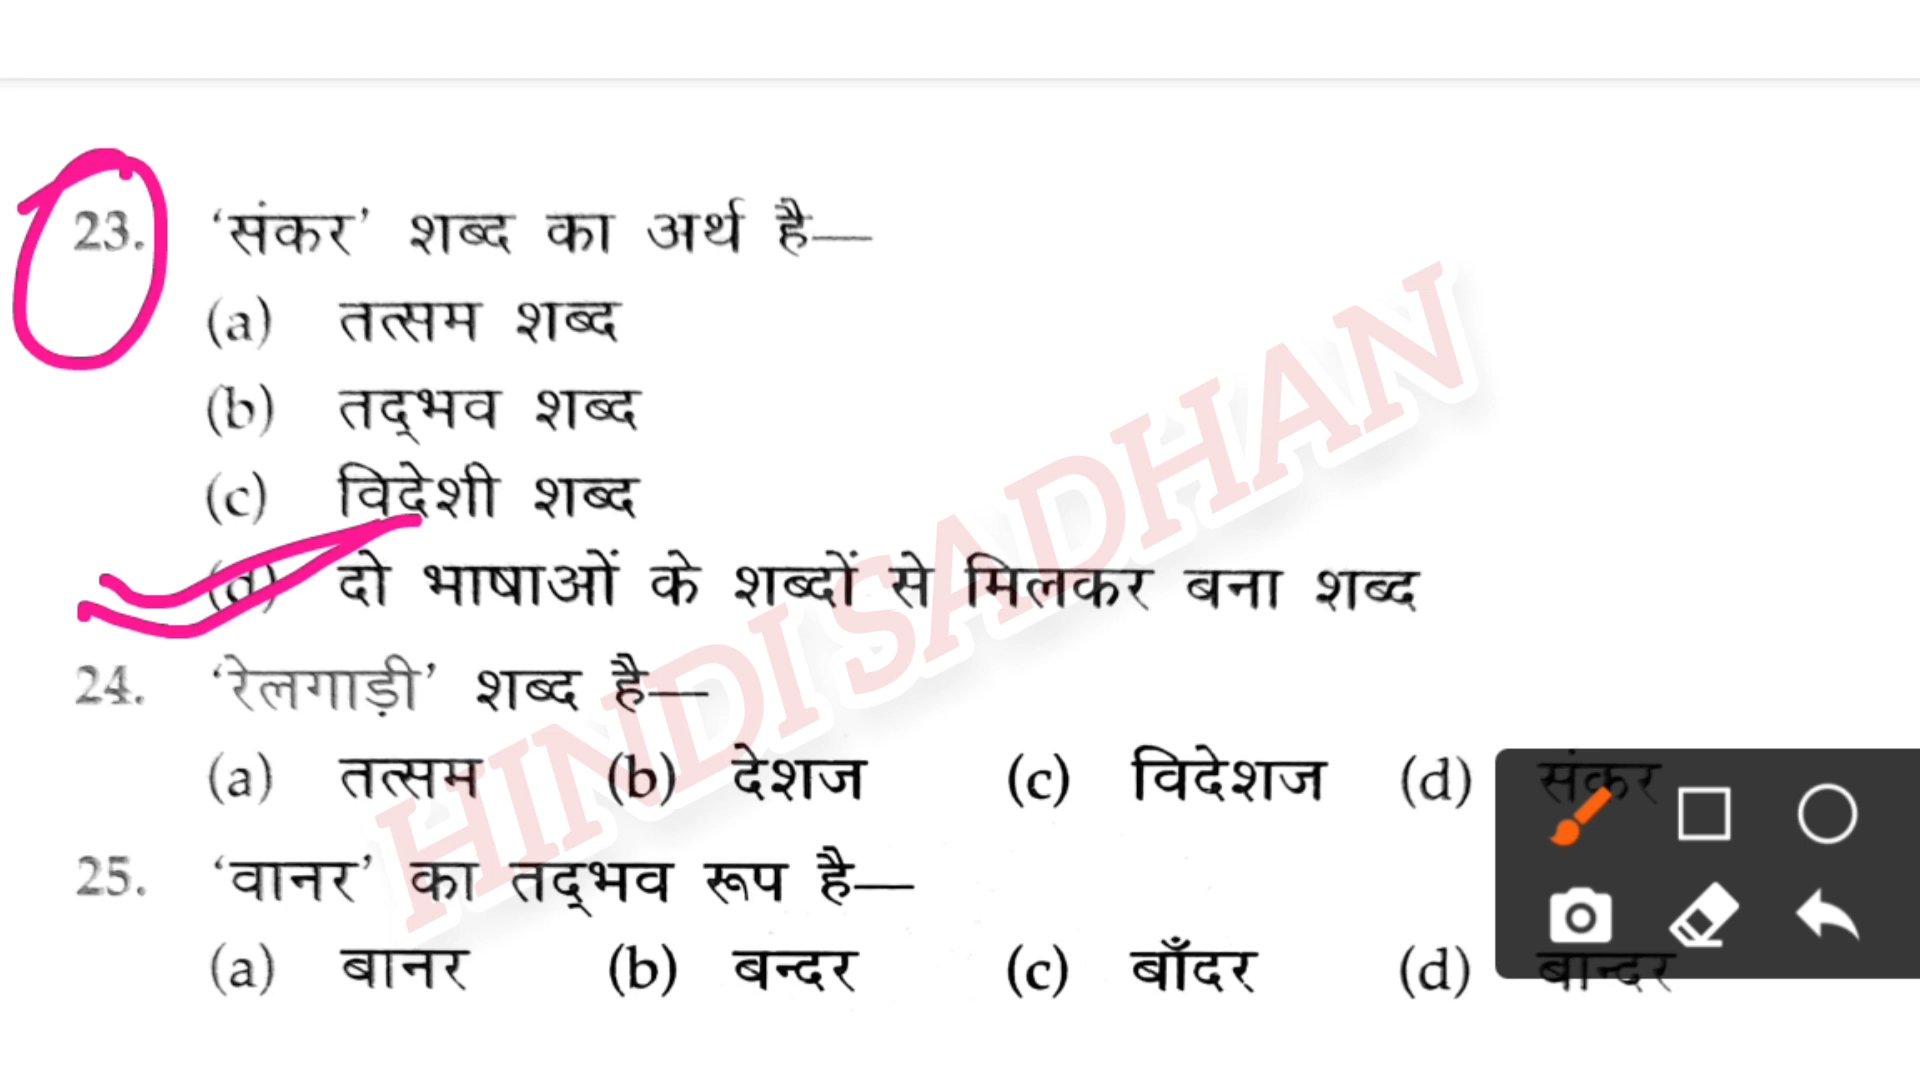 23. ‘संकर’ शब्द का अर्थ है—
(a) तत्सम शब्द
(b) तद्‌भव शब्द
(c) विदेशी शब्द
(d) दो भाषाओं के शब्दों से मिलकर बना शब्द
24. ‘रेलगाड़ी’ शब्द है—
(a) तत्सम (b) देशज (c) विदेशज (d) संकर
25. ‘वानर’ का तद्‌भव रूप है—
(a) बानर (b) बन्दर (c) बाँदर (d) बान्दर
HINDI SADHAN